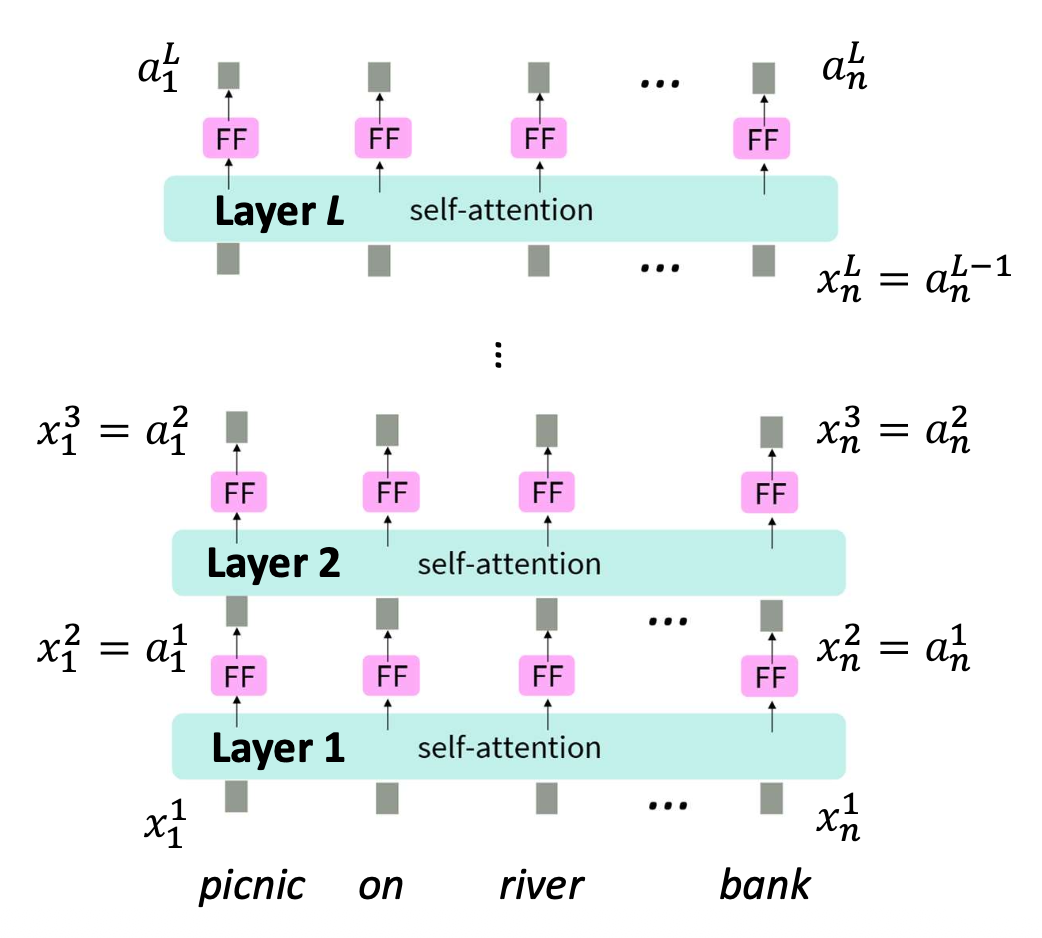 a_1^L ... a_n^L
FF FF FF FF
Layer L self-attention
... x_n^L = a_n^{L-1}
⋮
x_1^3 = a_1^2 x_n^3 = a_n^2
FF FF FF FF
Layer 2 self-attention
x_1^2 = a_1^1 ... x_n^2 = a_n^1
FF FF FF FF
Layer 1 self-attention
x_1^1 ... x_n^1
picnic on river bank